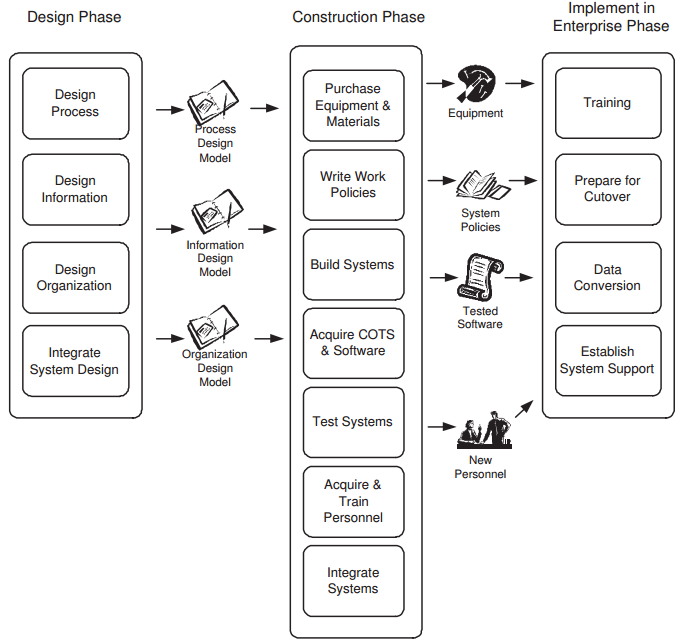 Design Phase
Construction Phase
Implement in
Enterprise Phase
Design
Process
Design
Information
Design
Organization
Integrate
System Design
Process
Design
Model
Information
Design
Model
Organization
Design
Model
Purchase
Equipment &
Materials
Write Work
Policies
Build Systems
Acquire COTS
& Software
Test Systems
Acquire &
Train
Personnel
Integrate
Systems
Equipment
System
Policies
Tested
Software
New
Personnel
Training
Prepare for
Cutover
Data
Conversion
Establish
System Support